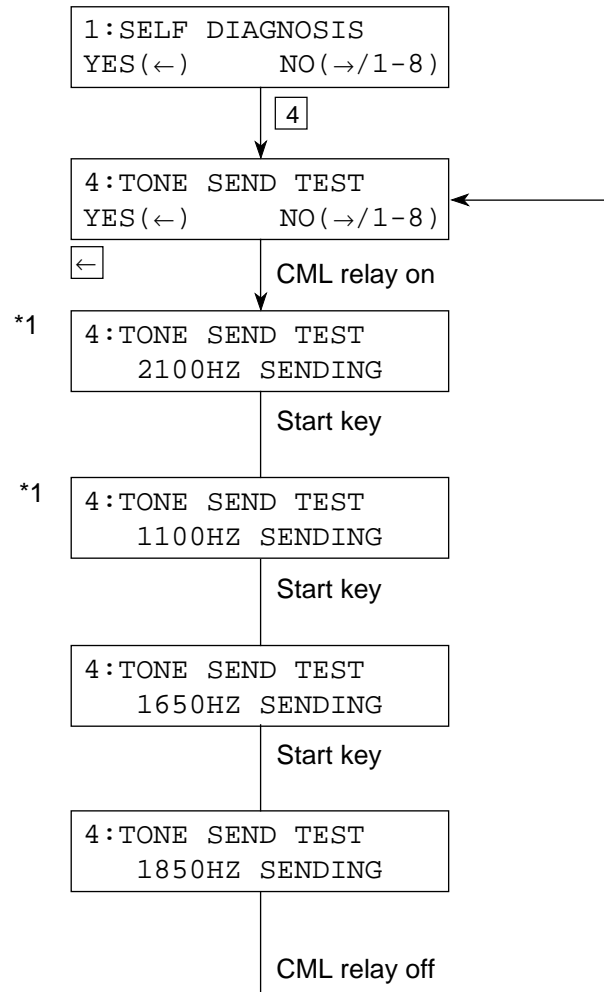 1:SELF DIAGNOSIS
YES(←) NO(→/1-8)
4
4:TONE SEND TEST
YES(←) NO(→/1-8)
←
CML relay on
*1
4:TONE SEND TEST
2100HZ SENDING
Start key
*1
4:TONE SEND TEST
1100HZ SENDING
Start key
4:TONE SEND TEST
1650HZ SENDING
Start key
4:TONE SEND TEST
1850HZ SENDING
CML relay off